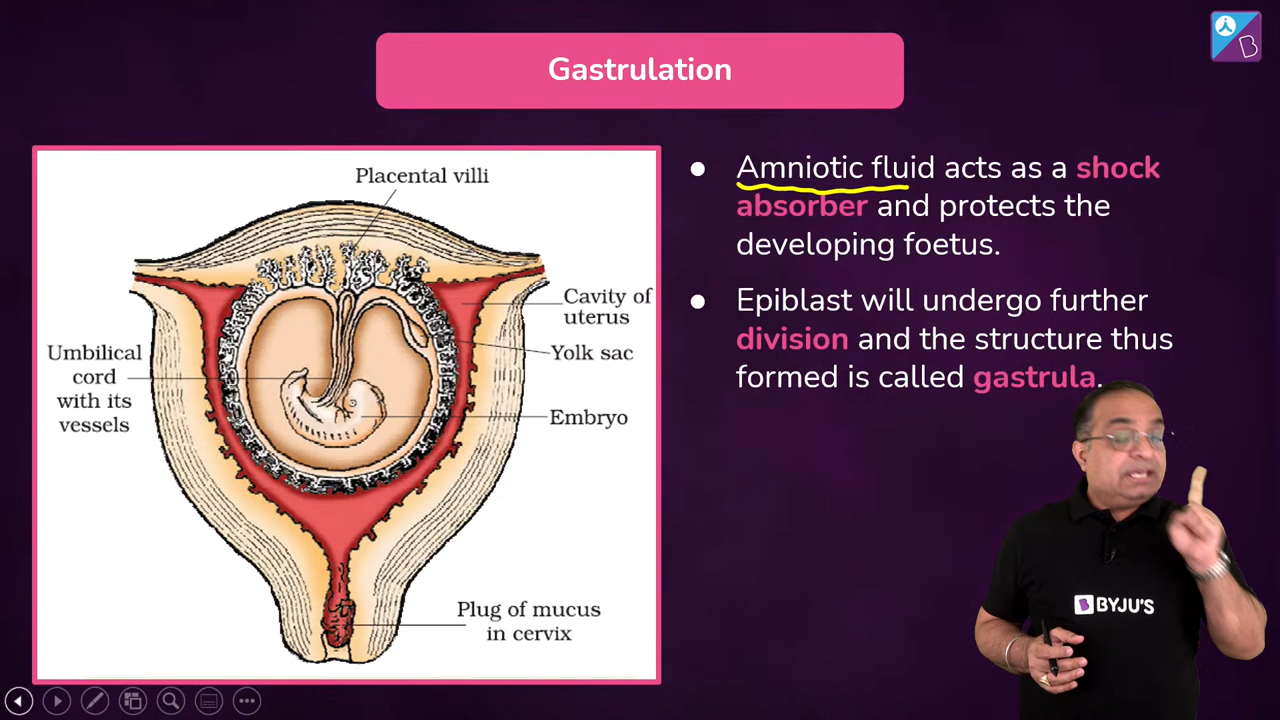 Gastrulation
Placental villi
Cavity of
uterus
Yolk sac
Umbilical
cord
with its
vessels
Embryo
Plug of mucus
in cervix
● Amniotic fluid acts as a shock
absorber and protects the
developing foetus.
● Epiblast will undergo further
division and the structure thus
formed is called gastrula.
B BYJU'S
B